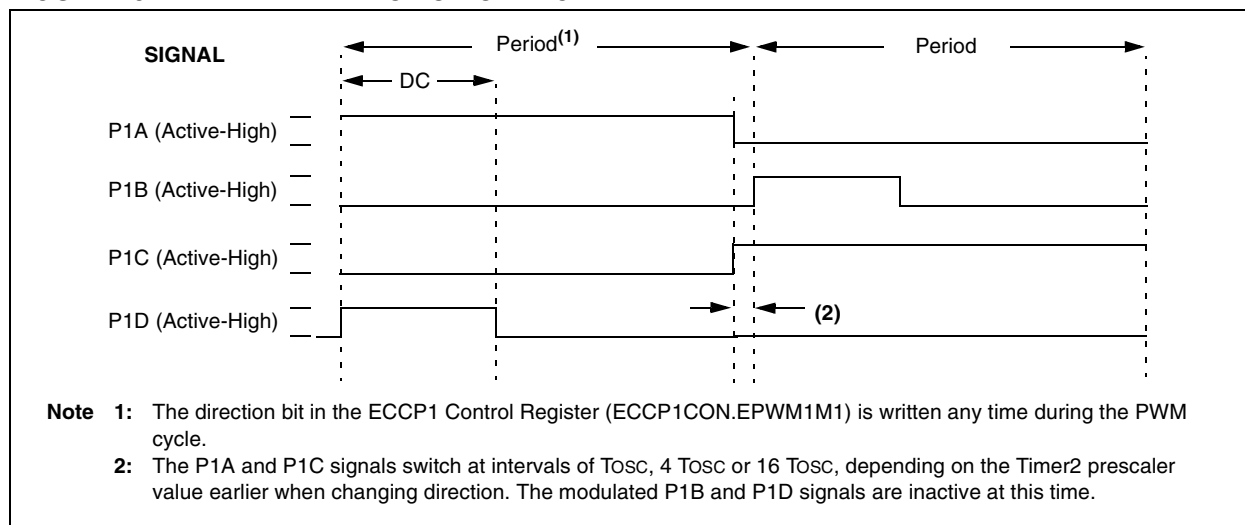 SIGNAL
Period(1)
Period
DC
P1A (Active-High)
P1B (Active-High)
P1C (Active-High)
P1D (Active-High)
(2)
Note 1: The direction bit in the ECCP1 Control Register (ECCP1CON.EPWM1M1) is written any time during the PWM
cycle.
2: The P1A and P1C signals switch at intervals of TOSC, 4 TOSC or 16 TOSC, depending on the Timer2 prescaler
value earlier when changing direction. The modulated P1B and P1D signals are inactive at this time.